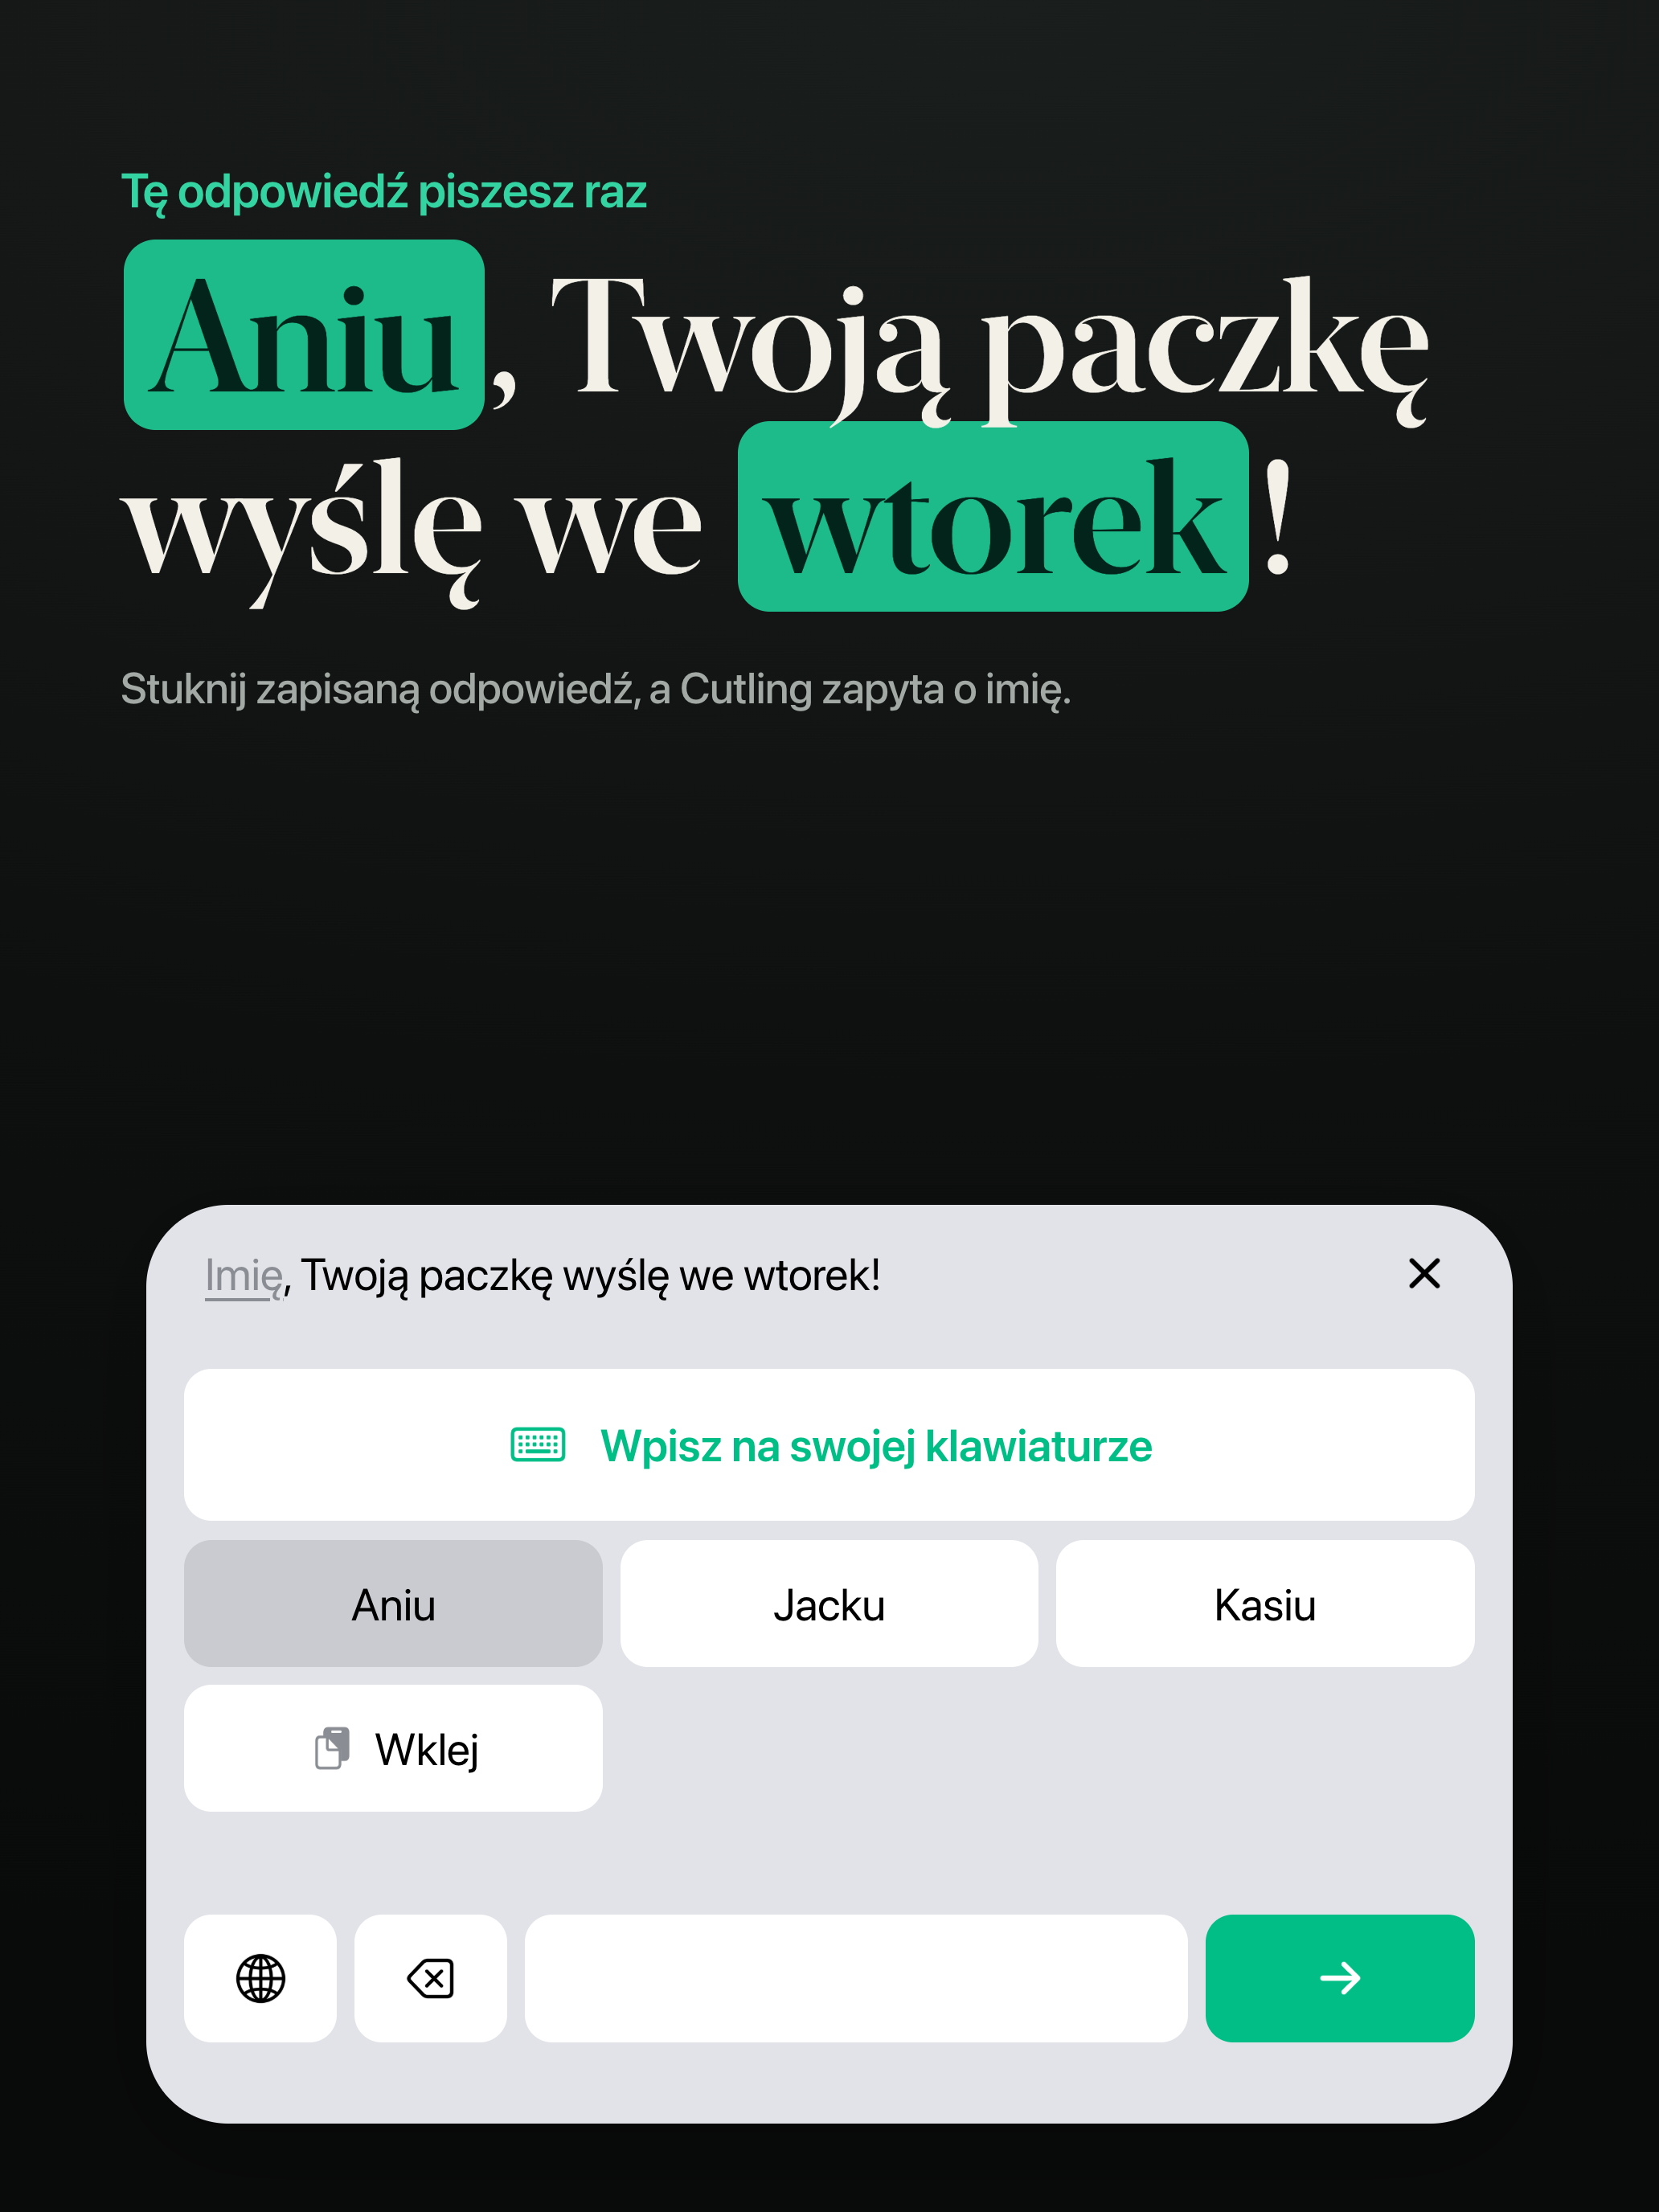 Tę odpowiedź piszesz raz
Aniu, Twoją paczkę
wyślę we wtorek!
Stuknij zapisaną odpowiedź, a Cutling zapyta o imię.
Imię, Twoją paczkę wyślę we wtorek!
Wpisz na swojej klawiaturze
Aniu
Jacku
Kasiu
Wklej